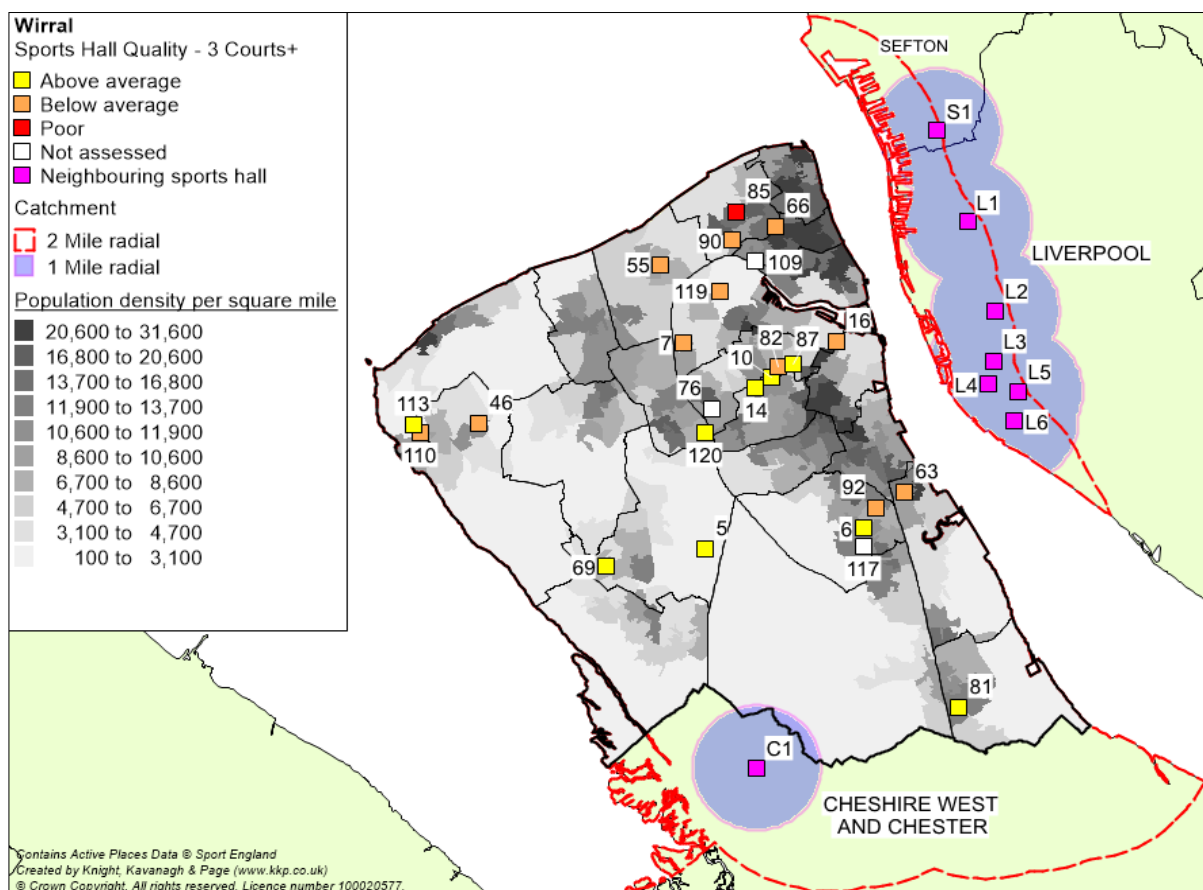 Wirral
Sports Hall Quality - 3 Courts+
Above average
Below average
Poor
Not assessed
Neighbouring sports hall
Catchment
2 Mile radial
1 Mile radial
Population density per square mile
20,600 to 31,600
16,800 to 20,600
13,700 to 16,800
11,900 to 13,700
10,600 to 11,900
8,600 to 10,600
6,700 to 8,600
4,700 to 6,700
3,100 to 4,700
100 to 3,100
SEFTON
S1
85
66
L1
90
LIVERPOOL
55
109
119
L2
16
82
87
7
10
L3
76
L4
L5
14
113
46
L6
110
120
63
92
5
6
69
117
81
C1
CHESHIRE WEST
AND CHESTER
Contains Active Places Data © Sport England
Created by Knight, Kavanagh & Page (www.kkp.co.uk)
© Crown Copyright. All rights reserved. Licence number 100020577.